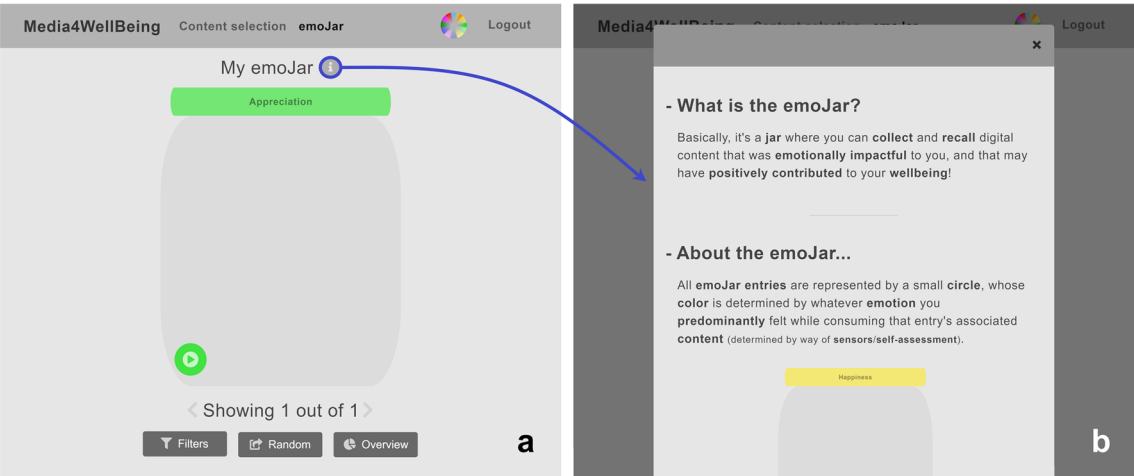 Media4WellBeing Content selection emoJar Logout
My emoJar i
Appreciation
Showing 1 out of 1
Filters Random Overview
a
Media4WellBeing Content selection emoJar Logout
×
- What is the emoJar?
Basically, it's a jar where you can collect and recall digital
content that was emotionally impactful to you, and that may
have positively contributed to your wellbeing!
- About the emoJar...
All emoJar entries are represented by a small circle, whose
color is determined by whatever emotion you
predominantly felt while consuming that entry's associated
content (determined by way of sensors/self-assessment).
Happiness
b